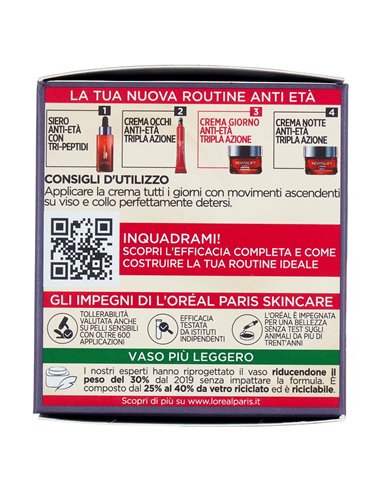 LA TUA NUOVA ROUTINE ANTI ETÀ
1
SIERO
ANTI-ETÀ
CON
TRI-PEPTIDI
2
CREMA OCCHI
ANTI-ETÀ
TRIPLA AZIONE
3
CREMA GIORNO
ANTI-ETÀ
TRIPLA AZIONE
REVITALIFT
4
CREMA NOTTE
ANTI-ETÀ
TRIPLA AZIONE
REVITALIFT
CONSIGLI D'UTILIZZO
Applicare la crema tutti i giorni con movimenti ascendenti
su viso e collo perfettamente detersi.
INQUADRAMI!
SCOPRI L'EFFICACIA COMPLETA E COME
COSTRUIRE LA TUA ROUTINE IDEALE
GLI IMPEGNI DI L'ORÉAL PARIS SKINCARE
TOLLERABILITÀ
VALUTATA ANCHE
SU PELLI SENSIBILI
CON OLTRE 600
APPLICAZIONI
EFFICACIA
TESTATA
DA ISTITUTI
INDIPENDENTI
L'ORÉAL È IMPEGNATA
PER UNA BELLEZZA
SENZA TEST SUGLI
ANIMALI DA PIÙ DI
TRENT'ANNI
VASO PIÙ LEGGERO
I nostri esperti hanno riprogettato il vaso riducendone il
peso del 30% dal 2019 senza impattare la formula. È
composto dal 25% al 40% da vetro riciclato ed è riciclabile.
Scopri di più su www.lorealparis.it